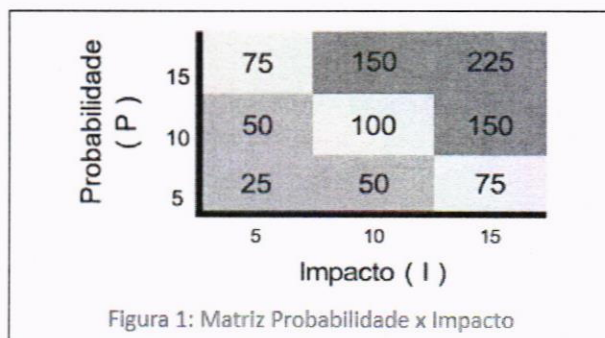 Probabilidade
( P )
15 75 150 225
10 50 100 150
5 25 50 75
5 10 15
Impacto ( I )
Figura 1: Matriz Probabilidade x Impacto